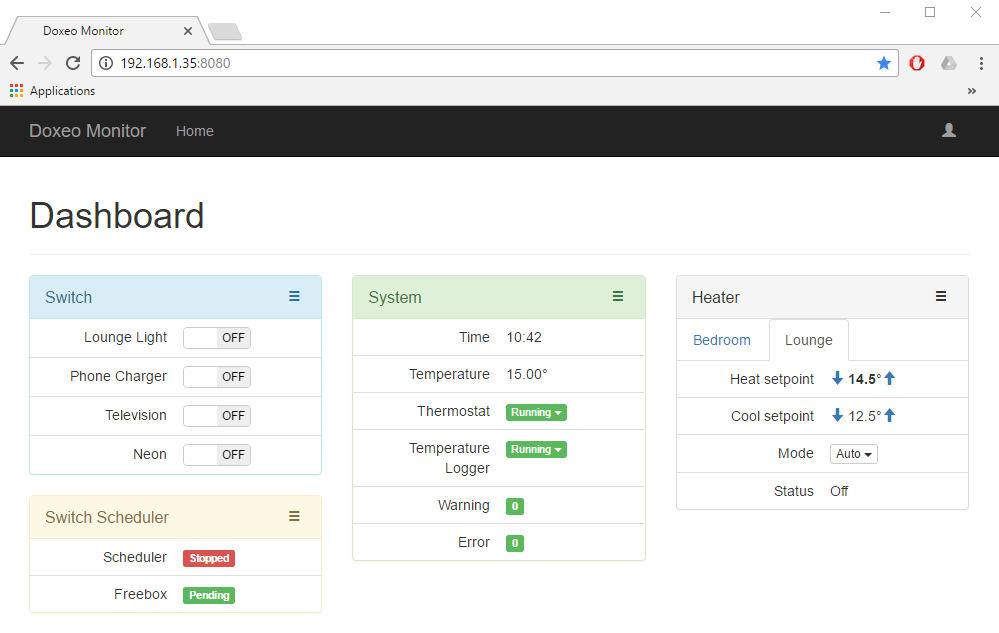 Doxeo Monitor
192.168.1.35:8080
Applications
»
Doxeo Monitor Home
Dashboard
Switch
Lounge Light OFF
Phone Charger OFF
Television OFF
Neon OFF
Switch Scheduler
Scheduler Stopped
Freebox Pending
System
Time 10:42
Temperature 15.00°
Thermostat Running
Temperature
Logger Running
Warning 0
Error 0
Heater
Bedroom Lounge
Heat setpoint 14.5°
Cool setpoint 12.5°
Mode Auto
Status Off